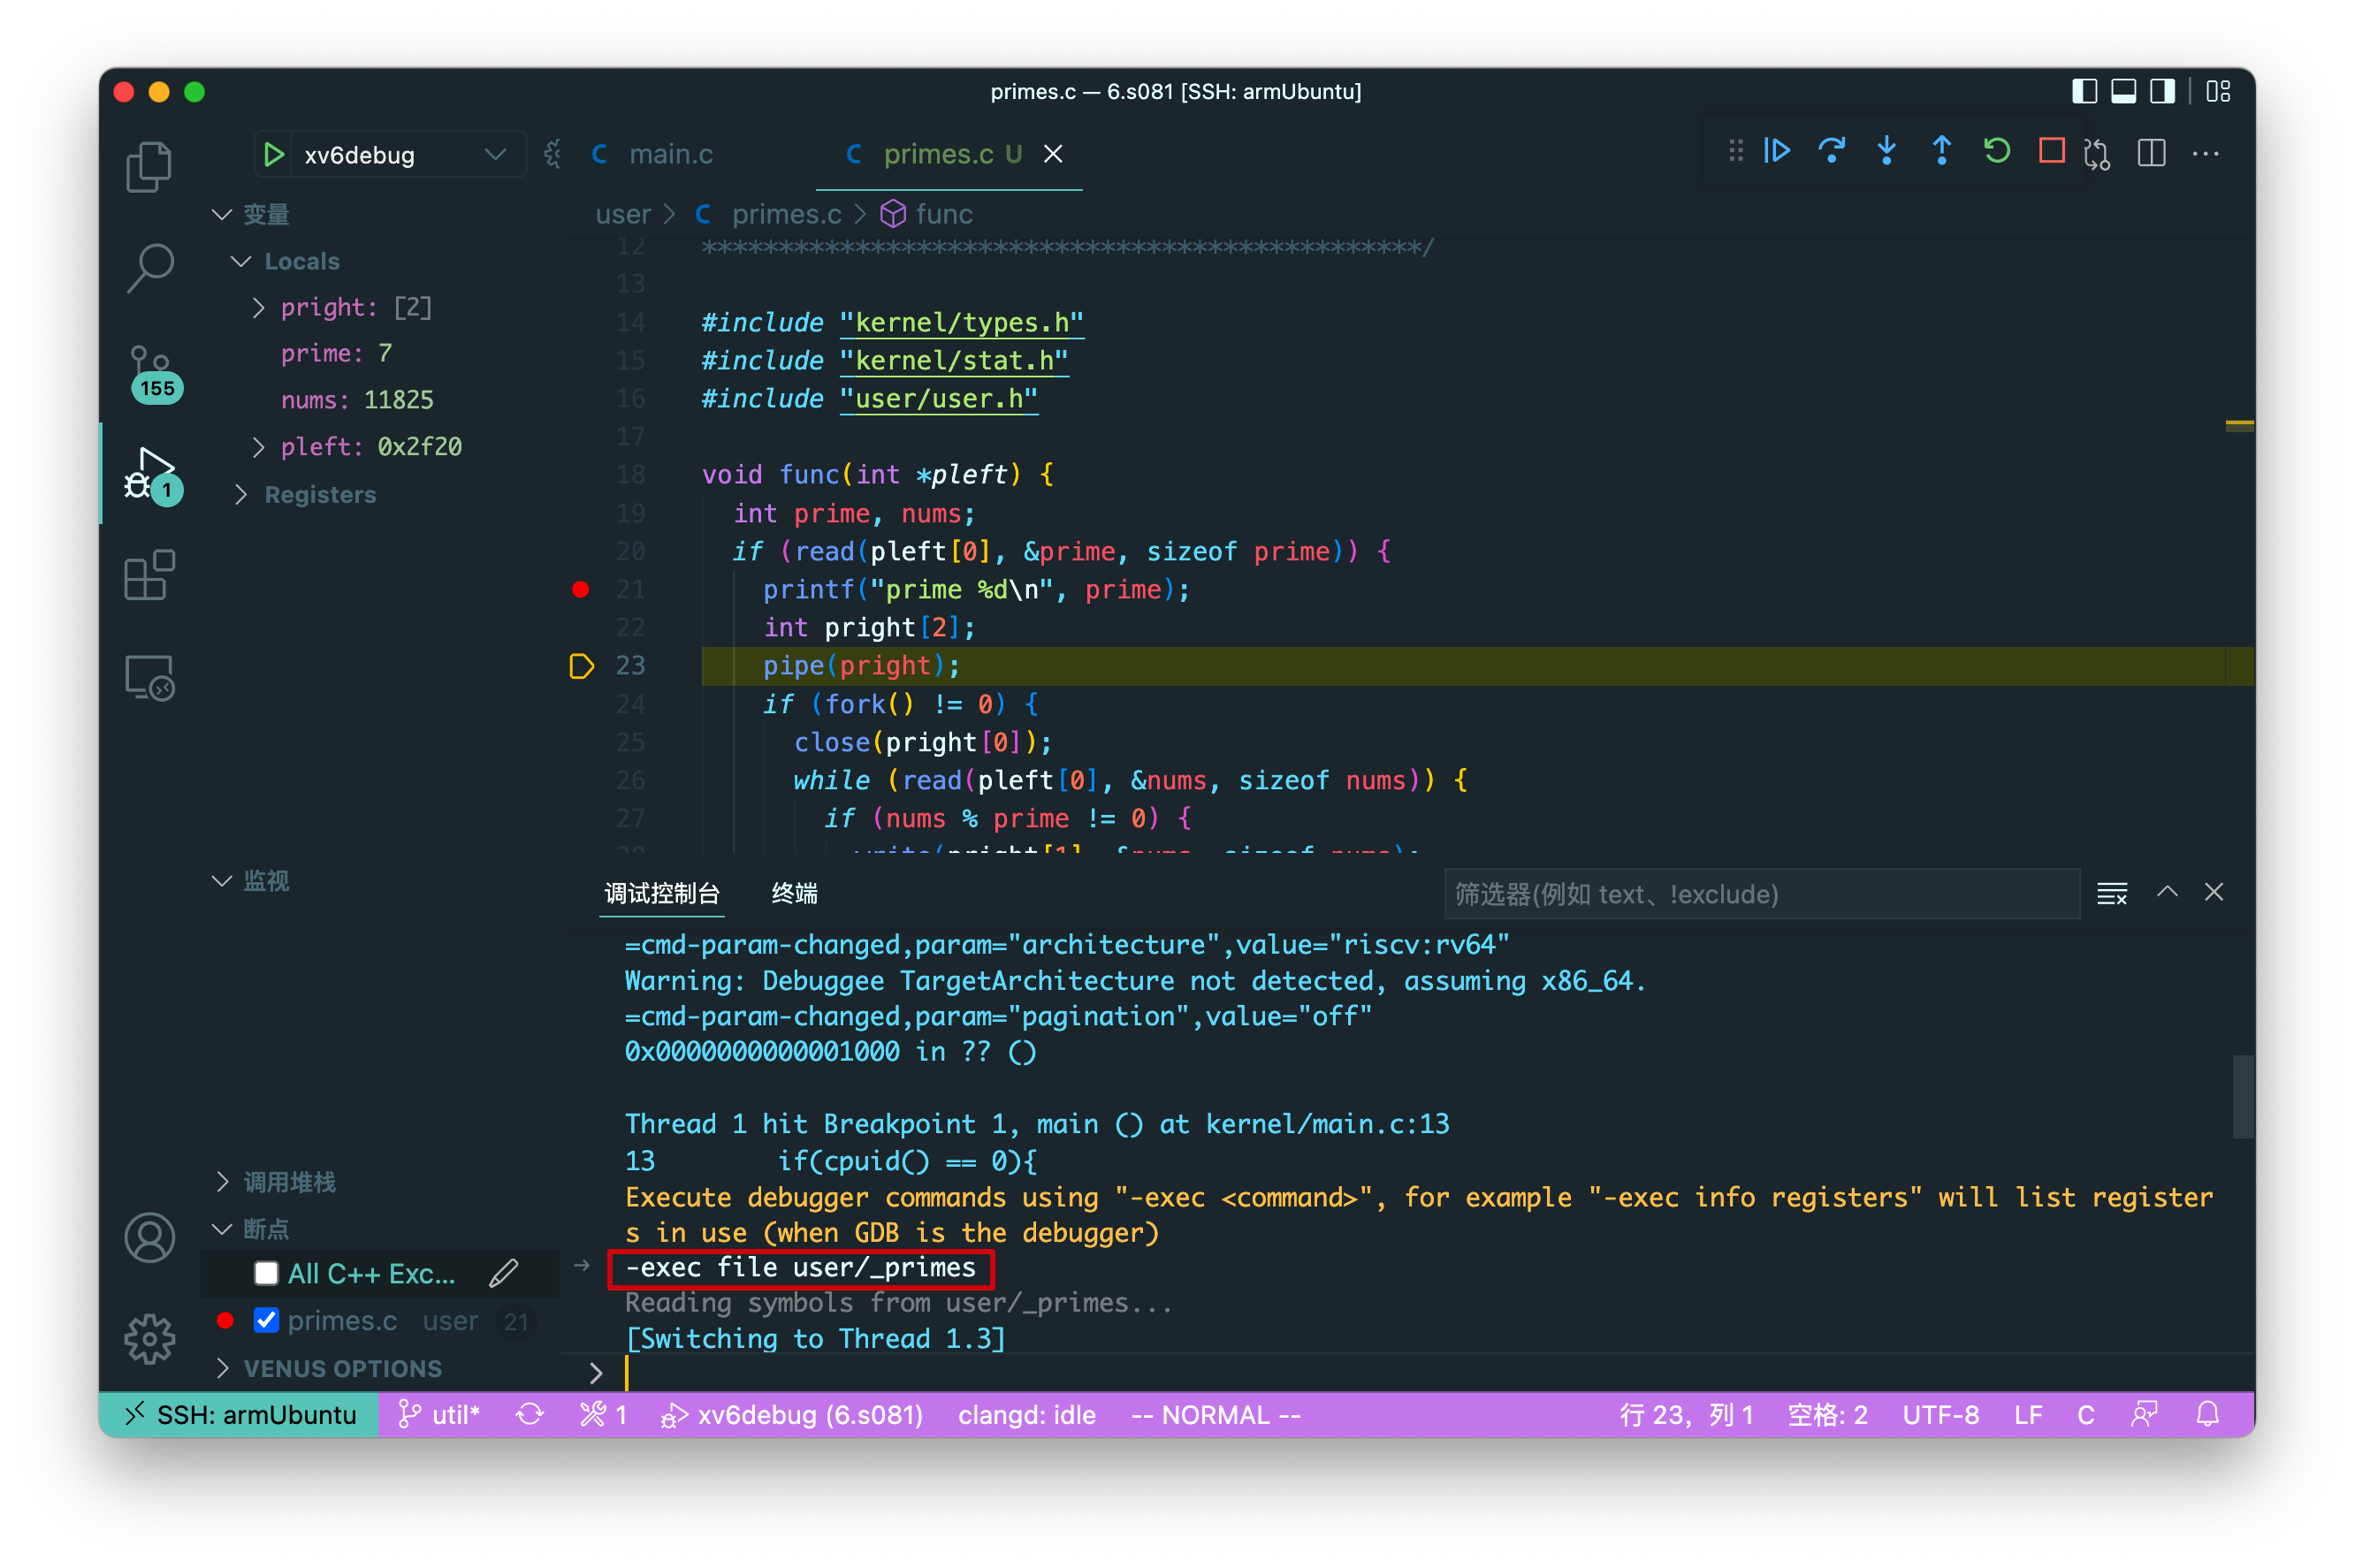 primes.c — 6.s081 [SSH: armUbuntu]
xv6debug
main.c
primes.c U
变量
Locals
pright: [2]
prime: 7
nums: 11825
pleft: 0x2f20
Registers
155
1
监视
调用堆栈
断点
All C++ Exc...
primes.c user 21
VENUS OPTIONS
user > C primes.c > func
12 ***********************************************/
13
14 #include "kernel/types.h"
15 #include "kernel/stat.h"
16 #include "user/user.h"
17
18 void func(int *pleft) {
19 int prime, nums;
20 if (read(pleft[0], &prime, sizeof prime)) {
21 printf("prime %d\n", prime);
22 int pright[2];
23 pipe(pright);
24 if (fork() != 0) {
25 close(pright[0]);
26 while (read(pleft[0], &nums, sizeof nums)) {
27 if (nums % prime != 0) {
28 write(pright[1], &nums, sizeof nums);
调试控制台
终端
筛选器(例如 text、!exclude)
=cmd-param-changed,param="architecture",value="riscv:rv64"
Warning: Debuggee TargetArchitecture not detected, assuming x86_64.
=cmd-param-changed,param="pagination",value="off"
0x0000000000001000 in ?? ()
Thread 1 hit Breakpoint 1, main () at kernel/main.c:13
13 if(cpuid() == 0){
Execute debugger commands using "-exec <command>", for example "-exec info registers" will list register
s in use (when GDB is the debugger)
-exec file user/_primes
Reading symbols from user/_primes...
[Switching to Thread 1.3]
SSH: armUbuntu
util*
1
xv6debug (6.s081)
clangd: idle
-- NORMAL --
行 23，列 1
空格: 2
UTF-8
LF
C